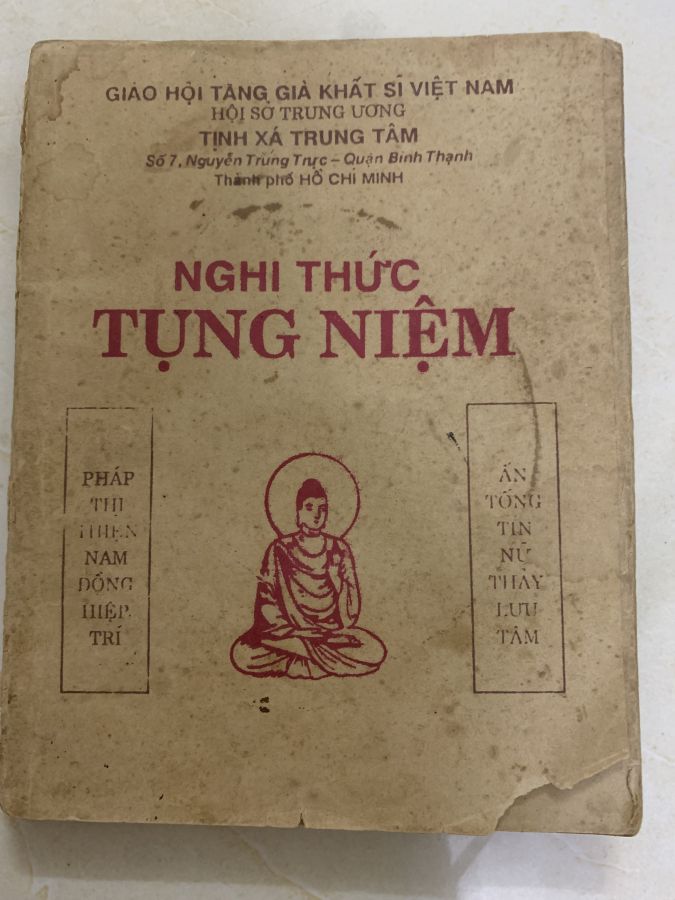 GIÁO HỘI TĂNG GIÀ KHẤT SĨ VIỆT NAM
HỘI SỞ TRUNG ƯƠNG
TỊNH XÁ TRUNG TÂM
Số 7, Nguyễn Trung Trực – Quận Bình Thạnh
Thành phố HỒ CHÍ MINH
NGHI THỨC
TỤNG NIỆM
PHÁP
THỊ
THIỆN
NAM
ĐỒNG
HIỆP
TRÍ
ẤN
TỐNG
TÍN
NỮ
THẢY
LƯU
TÂM